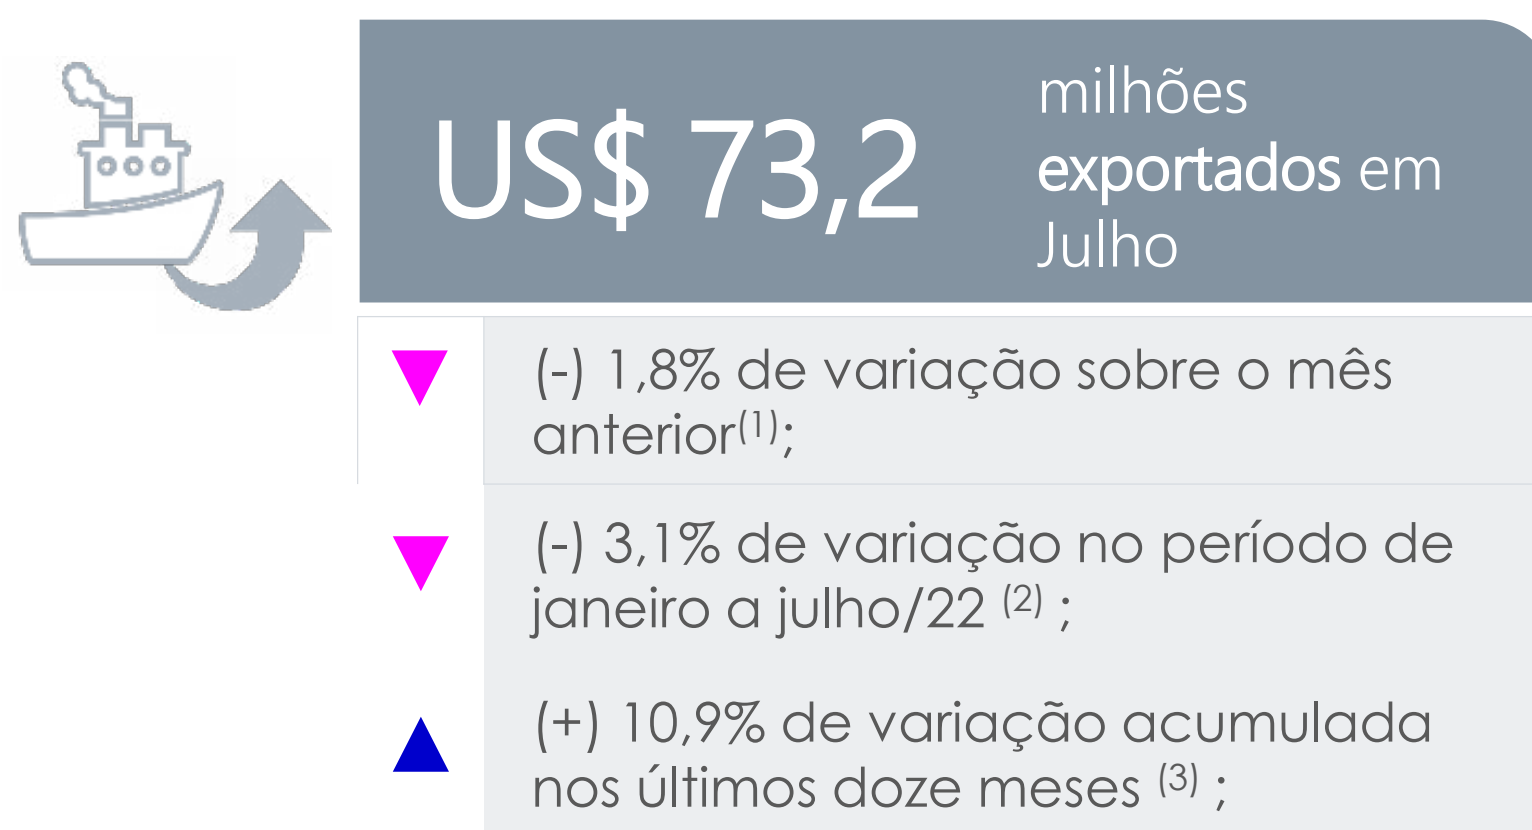 US$ 73,2
milhões
exportados em
Julho
(-) 1,8% de variação sobre o mês
anterior(1);
(-) 3,1% de variação no período de
janeiro a julho/22 (2) ;
(+) 10,9% de variação acumulada
nos últimos doze meses (3) ;